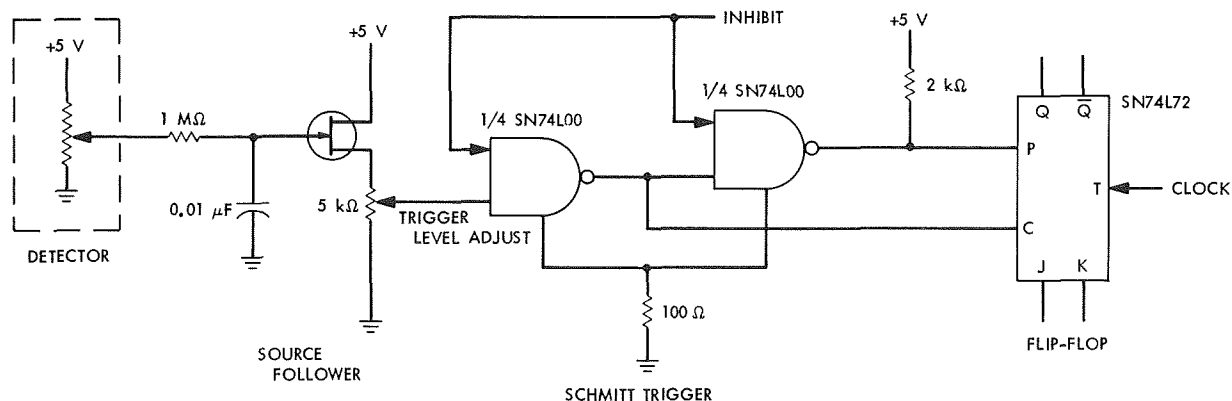 +5 V
1 MΩ
0.01 μF
DETECTOR
+5 V
5 kΩ
TRIGGER
LEVEL ADJUST
SOURCE
FOLLOWER
INHIBIT
1/4 SN74L00
1/4 SN74L00
100 Ω
SCHMITT TRIGGER
+5 V
2 kΩ
SN74L72
Q
Q̅
P
T
CLOCK
C
J
K
FLIP-FLOP